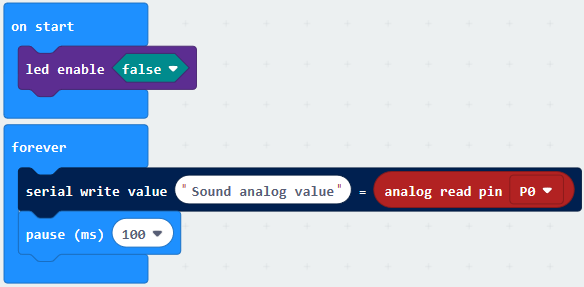 on start
led enable false
forever
serial write value "Sound analog value" = analog read pin P0
pause (ms) 100